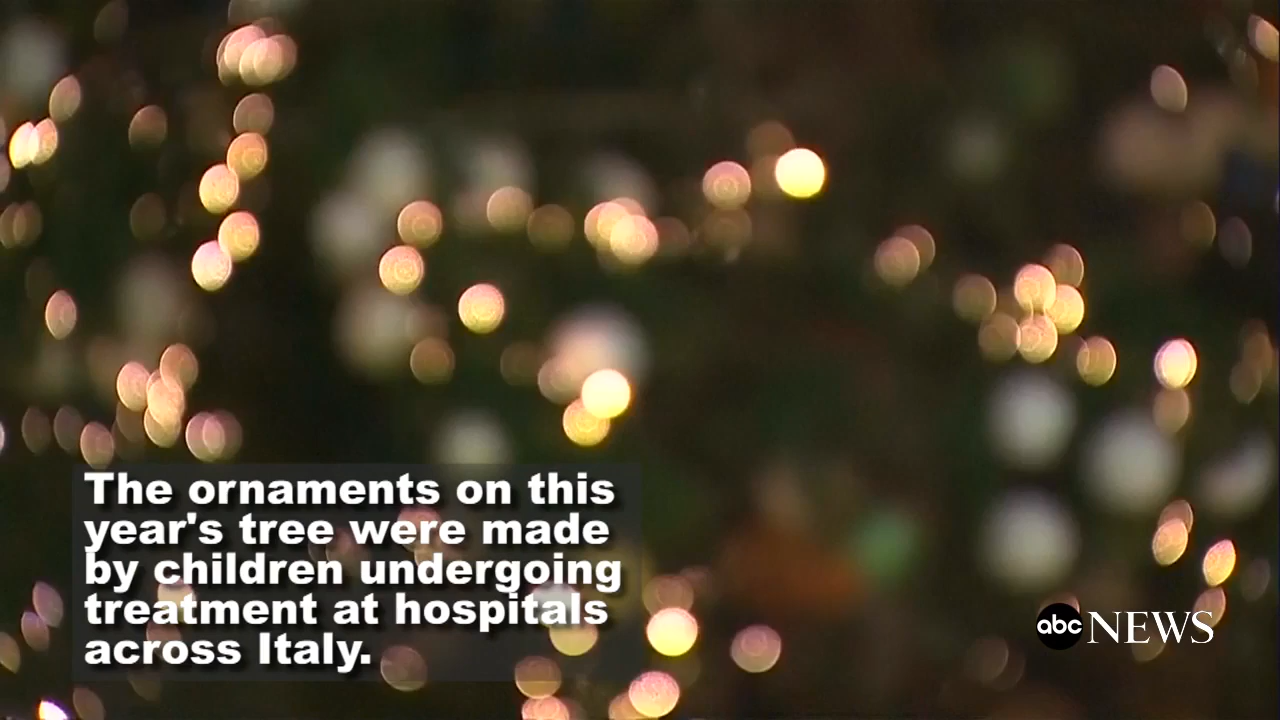 The ornaments on this
year's tree were made
by children undergoing
treatment at hospitals
across Italy.
abc NEWS